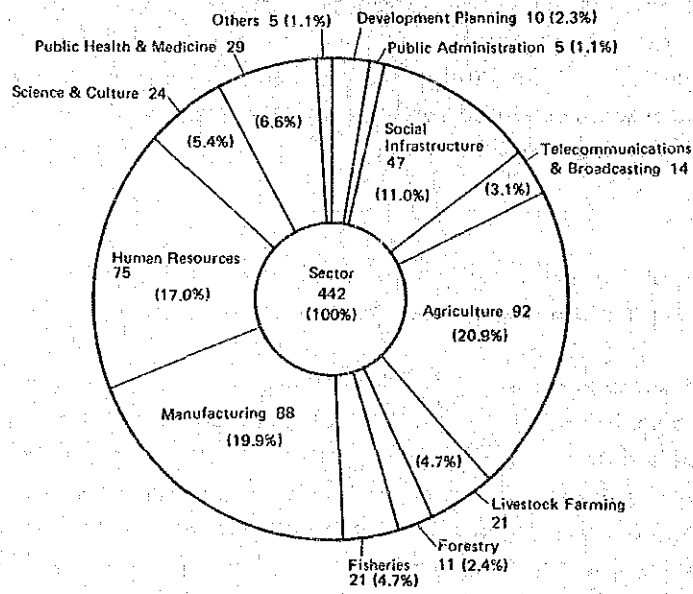 Others 5 (1.1%)
Development Planning 10 (2.3%)
Public Administration 5 (1.1%)
Public Health & Medicine 29
(6.6%)
Science & Culture 24
(5.4%)
Social
Infrastructure
47
(11.0%)
Telecommunications
& Broadcasting 14
(3.1%)
Human Resources
75
(17.0%)
Sector
442
(100%)
Agriculture 92
(20.9%)
Manufacturing 88
(19.9%)
(4.7%)
Livestock Farming
21
Forestry
11 (2.4%)
Fisheries
21 (4.7%)